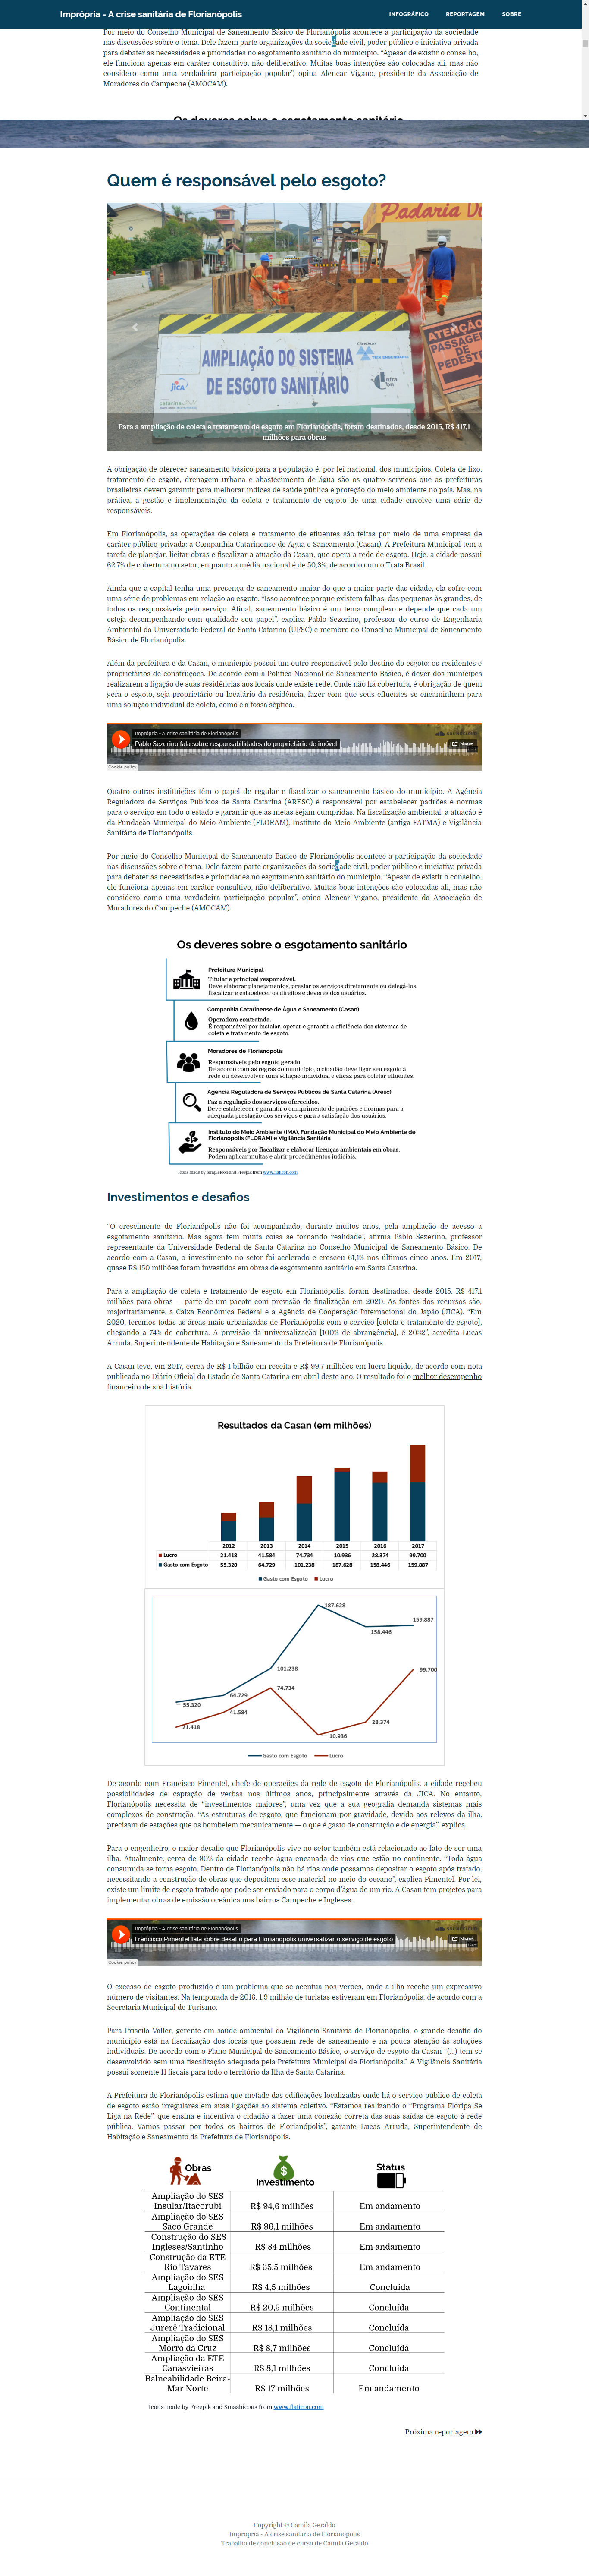 Imprópria - A crise sanitária de Florianópolis
INFOGRÁFICO REPORTAGEM SOBRE
Por meio do Conselho Municipal de Saneamento Básico de Florianópolis acontece a participação da sociedade
nas discussões sobre o tema. Dele fazem parte organizações da sociedade civil, poder público e iniciativa privada
para debater as necessidades e prioridades no esgotamento sanitário do município. “Apesar de existir o conselho,
ele funciona apenas em caráter consultivo, não deliberativo. Muitas boas intenções são colocadas ali, mas não
considero como uma verdadeira participação popular”, opina Alencar Vigano, presidente da Associação de
Moradores do Campeche (AMOCAM).
Os deveres sobre o esgotamento sanitário
Quem é responsável pelo esgoto?
Padaria
ATENÇÃO
PASSAGEM
AMPLIAÇÃO DO SISTEMA
DE ESGOTO SANITÁRIO
JICA
Para a ampliação de coleta e tratamento de esgoto em Florianópolis, foram destinados, desde 2015, R$ 417,1
milhões para obras
A obrigação de oferecer saneamento básico para a população é, por lei nacional, dos municípios. Coleta de lixo,
tratamento de esgoto, drenagem urbana e abastecimento de água são os quatro serviços que as prefeituras
brasileiras devem garantir para melhorar índices de saúde pública e proteção do meio ambiente no país. Mas, na
prática, a gestão e implementação da coleta e tratamento de esgoto de uma cidade envolve uma série de
responsáveis.
Em Florianópolis, as operações de coleta e tratamento de efluentes são feitas por meio de uma empresa de
caráter público-privada: a Companhia Catarinense de Água e Saneamento (Casan). A Prefeitura Municipal tem a
tarefa de planejar, licitar obras e fiscalizar a atuação da Casan, que opera a rede de esgoto. Hoje, a cidade possui
62,7% de cobertura no setor, enquanto a média nacional é de 50,3%, de acordo com o Trata Brasil.
Ainda que a capital tenha uma presença de saneamento maior do que a maior parte das cidade, ela sofre com
uma série de problemas em relação ao esgoto. “Isso acontece porque existem falhas, das pequenas às grandes, de
todos os responsáveis pelo serviço. Afinal, saneamento básico é um tema complexo e depende que cada um
esteja desempenhando com qualidade seu papel”, explica Pablo Sezerino, professor do curso de Engenharia
Ambiental da Universidade Federal de Santa Catarina (UFSC) e membro do Conselho Municipal de Saneamento
Básico de Florianópolis.
Além da prefeitura e da Casan, o município possui um outro responsável pelo destino do esgoto: os residentes e
proprietários de construções. De acordo com a Política Nacional de Saneamento Básico, é dever dos munícipes
realizarem a ligação de suas residências aos locais onde existe rede. Onde não há cobertura, é obrigação de quem
gera o esgoto, seja proprietário ou locatário da residência, fazer com que seus efluentes se encaminhem para
uma solução individual de coleta, como é a fossa séptica.
Imprópria - A crise sanitária de Florianópolis
Pablo Sezerino fala sobre responsabilidades do proprietário de imóvel
Share
Cookie policy
Quatro outras instituições têm o papel de regular e fiscalizar o saneamento básico do município. A Agência
Reguladora de Serviços Públicos de Santa Catarina (ARESC) é responsável por estabelecer padrões e normas
para o serviço em todo o estado e garantir que as metas sejam cumpridas. Na fiscalização ambiental, a atuação é
da Fundação Municipal do Meio Ambiente (FLORAM), Instituto do Meio Ambiente (antiga FATMA) e Vigilância
Sanitária de Florianópolis.
Por meio do Conselho Municipal de Saneamento Básico de Florianópolis acontece a participação da sociedade
nas discussões sobre o tema. Dele fazem parte organizações da sociedade civil, poder público e iniciativa privada
para debater as necessidades e prioridades no esgotamento sanitário do município. “Apesar de existir o conselho,
ele funciona apenas em caráter consultivo, não deliberativo. Muitas boas intenções são colocadas ali, mas não
considero como uma verdadeira participação popular”, opina Alencar Vigano, presidente da Associação de
Moradores do Campeche (AMOCAM).
Os deveres sobre o esgotamento sanitário
Prefeitura Municipal
Titular e principal responsável.
Deve elaborar planejamentos, prestar os serviços diretamente ou delegá-los,
fiscalizar e estabelecer os direitos e deveres dos usuários.
Companhia Catarinense de Água e Saneamento (Casan)
Operadora contratada.
É responsável por instalar, operar e garantir a eficiência dos sistemas de
coleta e tratamento de esgoto.
Moradores de Florianópolis
Responsáveis pelo esgoto gerado.
De acordo com as regras do município, o cidadão deve ligar seu esgoto à
rede ou desenvolver uma solução individual e eficaz para coletar efluentes.
Agência Reguladora de Serviços Públicos de Santa Catarina (Aresc)
Faz a regulação dos serviços oferecidos.
Deve estabelecer e garantir o cumprimento de padrões e normas para a
adequada prestação dos serviços e para a satisfação dos usuários.
Instituto do Meio Ambiente (IMA), Fundação Municipal do Meio Ambiente de
Florianópolis (FLORAM) e Vigilância Sanitária
Responsáveis por fiscalizar e elaborar licenças ambientais em obras.
Podem aplicar multas e abrir procedimentos judiciais.
Icons made by Simpleicon and Freepik from www.flaticon.com
Investimentos e desafios
“O crescimento de Florianópolis não foi acompanhado, durante muitos anos, pela ampliação de acesso a
esgotamento sanitário. Mas agora tem muita coisa se tornando realidade”, afirma Pablo Sezerino, professor
representante da Universidade Federal de Santa Catarina no Conselho Municipal de Saneamento Básico. De
acordo com a Casan, o investimento no setor foi acelerado e cresceu 61,1% nos últimos cinco anos. Em 2017,
quase R$ 150 milhões foram investidos em obras de esgotamento sanitário em Santa Catarina.
Para a ampliação de coleta e tratamento de esgoto em Florianópolis, foram destinados, desde 2015, R$ 417,1
milhões para obras — parte de um pacote com previsão de finalização em 2020. As fontes dos recursos são,
majoritariamente, a Caixa Econômica Federal e a Agência de Cooperação Internacional do Japão (JICA). “Em
2020, teremos todas as áreas mais urbanizadas de Florianópolis com o serviço [coleta e tratamento de esgoto],
chegando a 74% de cobertura. A previsão da universalização [100% de abrangência], é 2032”, acredita Lucas
Arruda, Superintendente de Habitação e Saneamento da Prefeitura de Florianópolis.
A Casan teve, em 2017, cerca de R$ 1 bilhão em receita e R$ 99,7 milhões em lucro líquido, de acordo com nota
publicada no Diário Oficial do Estado de Santa Catarina em abril deste ano. O resultado foi o melhor desempenho
financeiro de sua história.
Resultados da Casan (em milhões)
2012 2013 2014 2015 2016 2017
Lucro 21.418 41.584 74.734 10.936 28.374 99.700
Gasto com Esgoto 55.320 64.729 101.238 187.628 158.446 159.887
Gasto com Esgoto Lucro
187.628
159.887
158.446
101.238
99.700
74.734
64.729
55.320
41.584
28.374
21.418
10.936
Gasto com Esgoto Lucro
De acordo com Francisco Pimentel, chefe de operações da rede de esgoto de Florianópolis, a cidade recebeu
possibilidades de captação de verbas nos últimos anos, principalmente através da JICA. No entanto,
Florianópolis necessita de “investimentos maiores”, uma vez que a sua geografia demanda sistemas mais
complexos de construção. “As estruturas de esgoto, que funcionam por gravidade, devido aos relevos da ilha,
precisam de estações que os bombeiem mecanicamente — o que é gasto de construção e de energia”, explica.
Para o engenheiro, o maior desafio que Florianópolis vive no setor também está relacionado ao fato de ser uma
ilha. Atualmente, cerca de 90% da cidade recebe água encanada de rios que estão no continente. “Toda água
consumida se torna esgoto. Dentro de Florianópolis não há rios onde possamos depositar o esgoto após tratado,
necessitando a construção de obras que depositem esse material no meio do oceano”, explica Pimentel. Por lei,
existe um limite de esgoto tratado que pode ser enviado para o corpo d’água de um rio. A Casan tem projetos para
implementar obras de emissão oceânica nos bairros Campeche e Ingleses.
Imprópria - A crise sanitária de Florianópolis
Francisco Pimentel fala sobre desafio para Florianópolis universalizar o serviço de esgoto
Share
Cookie policy
O excesso de esgoto produzido é um problema que se acentua nos verões, onde a ilha recebe um expressivo
número de visitantes. Na temporada de 2016, 1,9 milhão de turistas estiveram em Florianópolis, de acordo com a
Secretaria Municipal de Turismo.
Para Priscila Valler, gerente em saúde ambiental da Vigilância Sanitária de Florianópolis, o grande desafio do
município está na fiscalização dos locais que possuem rede de saneamento e na pouca atenção às soluções
individuais. De acordo com o Plano Municipal de Saneamento Básico, o serviço de esgoto da Casan “(...) tem se
desenvolvido sem uma fiscalização adequada pela Prefeitura Municipal de Florianópolis.” A Vigilância Sanitária
possui somente 11 fiscais para todo o território da Ilha de Santa Catarina.
A Prefeitura de Florianópolis estima que metade das edificações localizadas onde há o serviço público de coleta
de esgoto estão irregulares em suas ligações ao sistema coletivo. “Estamos realizando o “Programa Floripa Se
Liga na Rede”, que ensina e incentiva o cidadão a fazer uma conexão correta das suas saídas de esgoto à rede
pública. Vamos passar por todos os bairros de Florianópolis”, garante Lucas Arruda, Superintendente de
Habitação e Saneamento da Prefeitura de Florianópolis.
Obras Investimento Status
Ampliação do SES
Insular/Itacorubi R$ 94,6 milhões Em andamento
Ampliação do SES
Saco Grande R$ 96,1 milhões Em andamento
Construção do SES
Ingleses/Santinho R$ 84 milhões Em andamento
Construção da ETE
Rio Tavares R$ 65,5 milhões Em andamento
Ampliação do SES
Lagoinha R$ 4,5 milhões Concluída
Ampliação do SES
Continental R$ 20,5 milhões Concluída
Ampliação do SES
Jurerê Tradicional R$ 18,1 milhões Concluída
Ampliação do SES
Morro da Cruz R$ 8,7 milhões Concluída
Ampliação da ETE
Canasvieiras R$ 8,1 milhões Concluída
Balneabilidade Beira-
Mar Norte R$ 17 milhões Em andamento
Icons made by Freepik and Smashicons from www.flaticon.com
Próxima reportagem
Copyright © Camila Geraldo
Imprópria - A crise sanitária de Florianópolis
Trabalho de conclusão de curso de Camila Geraldo